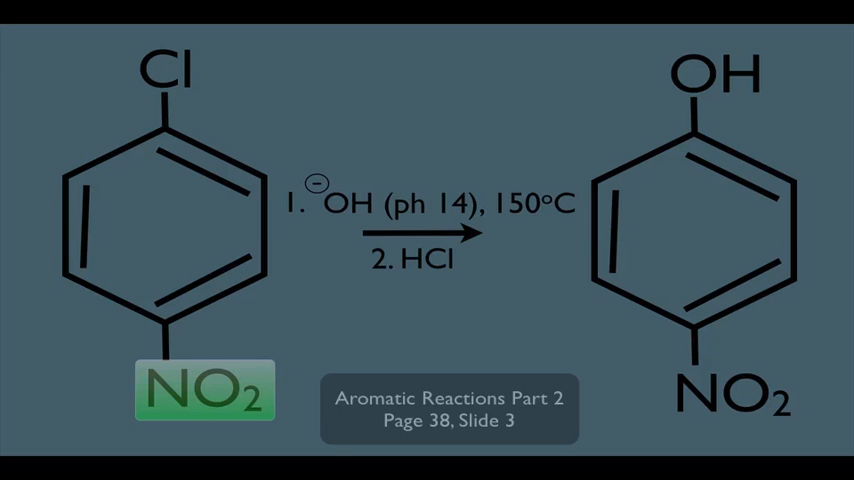 Cl
OH
1. ⊖OH (ph 14), 150°C
2. HCl
NO₂
NO₂
Aromatic Reactions Part 2
Page 38, Slide 3